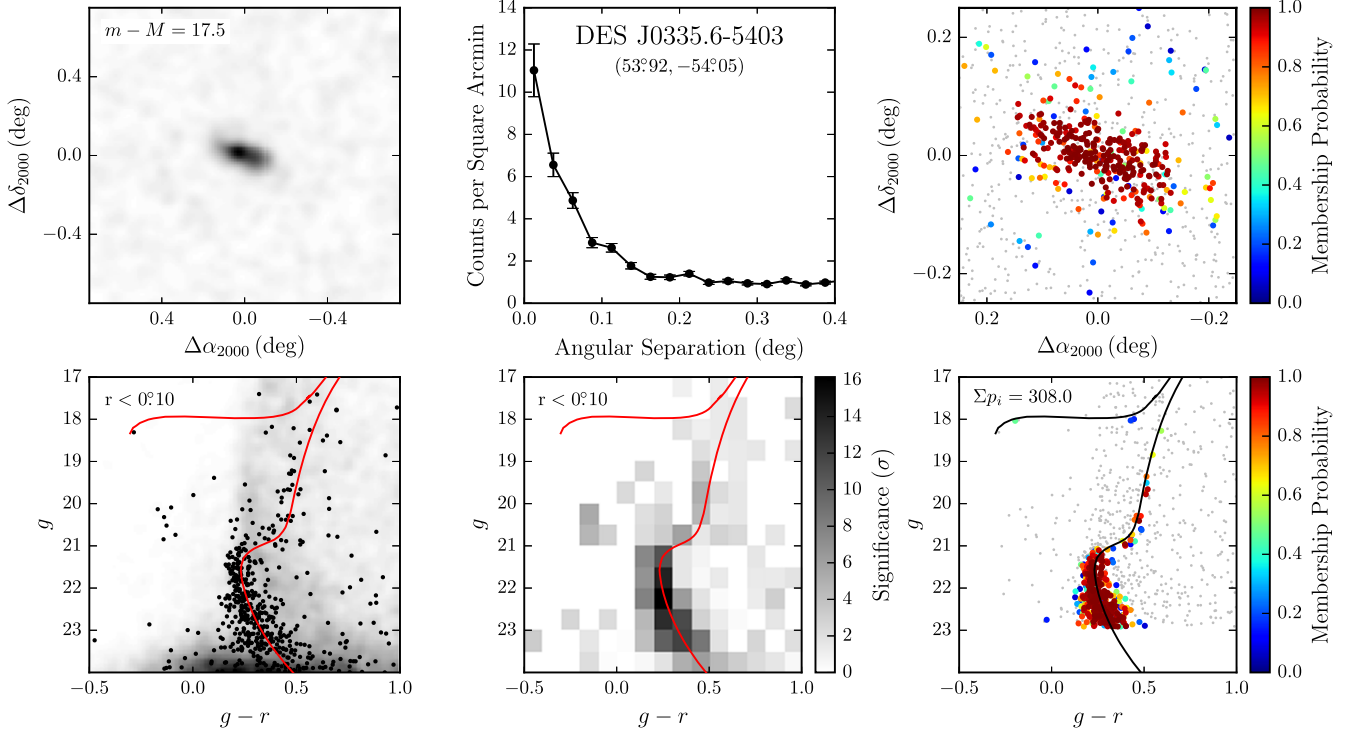 m − M = 17.5
0.4
0.0
−0.4
Δδ2000 (deg)
0.4 0.0 −0.4
Δα2000 (deg)
DES J0335.6-5403
(53.°92, −54.°05)
14
12
10
8
6
4
2
0
Counts per Square Arcmin
0.0 0.1 0.2 0.3 0.4
Angular Separation (deg)
0.2
0.0
−0.2
Δδ2000 (deg)
0.2 0.0 −0.2
Δα2000 (deg)
1.0
0.8
0.6
0.4
0.2
0.0
Membership Probability
r < 0.°10
17
18
19
20
21
22
23
g
−0.5 0.0 0.5 1.0
g − r
r < 0.°10
17
18
19
20
21
22
23
g
−0.5 0.0 0.5 1.0
g − r
16
14
12
10
8
6
4
2
0
Significance (σ)
Σpi = 308.0
17
18
19
20
21
22
23
g
−0.5 0.0 0.5 1.0
g − r
1.0
0.8
0.6
0.4
0.2
0.0
Membership Probability